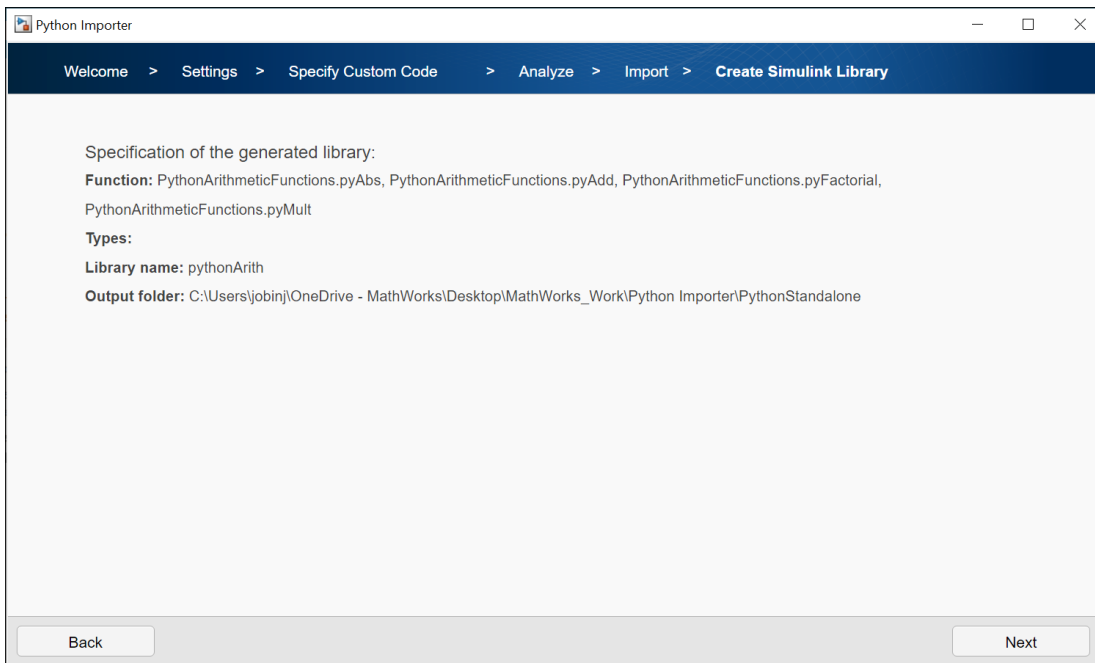 Python Importer
Welcome > Settings > Specify Custom Code > Analyze > Import > Create Simulink Library
Specification of the generated library:
Function: PythonArithmeticFunctions.pyAbs, PythonArithmeticFunctions.pyAdd, PythonArithmeticFunctions.pyFactorial,
PythonArithmeticFunctions.pyMult
Types:
Library name: pythonArith
Output folder: C:\Users\jobinj\OneDrive - MathWorks\Desktop\MathWorks_Work\Python Importer\PythonStandalone
Back Next